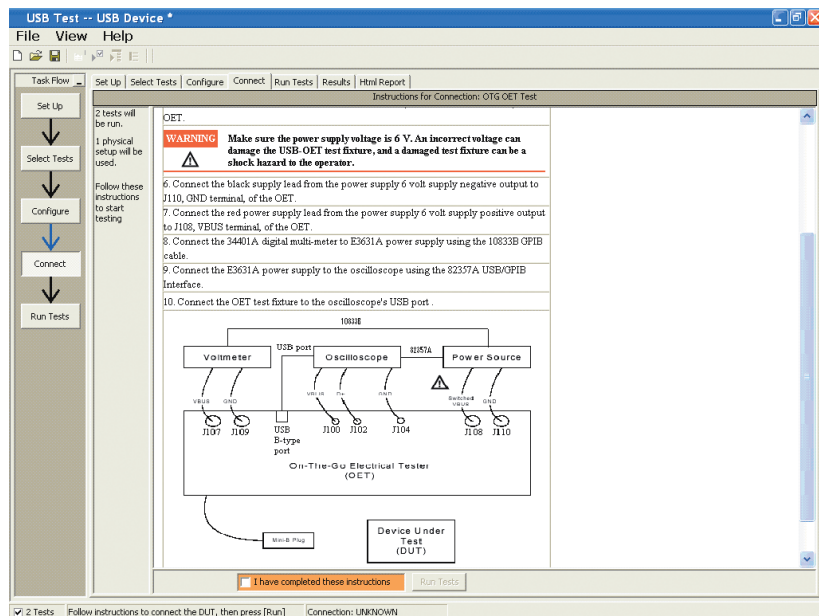 USB Test -- USB Device *
File View Help
Task Flow
Set Up
Select Tests
Configure
Connect
Run Tests
Set Up Select Tests Configure Connect Run Tests Results Html Report
Instructions for Connection: OTG OET Test
2 tests will
be run.
1 physical
setup will be
used.
Follow these
instructions
to start
testing
OET.
WARNING Make sure the power supply voltage is 6 V. An incorrect voltage can
damage the USB-OET test fixture, and a damaged test fixture can be a
shock hazard to the operator.
6. Connect the black supply lead from the power supply 6 volt supply negative output to
J110, GND terminal, of the OET.
7. Connect the red power supply lead from the power supply 6 volt supply positive output
to J108, VBUS terminal, of the OET.
8. Connect the 34401A digital multi-meter to E3631A power supply using the 10833B GPIB
cable.
9. Connect the E3631A power supply to the oscilloscope using the 82357A USB/GPIB
Interface.
10. Connect the OET test fixture to the oscilloscope's USB port .
10833B
Voltmeter USB port Oscilloscope 82357A Power Source
VBUS GND VBUS D+ GND Switched VBUS GND
J107 J109 USB B-type port J100 J102 J104 J108 J110
On-The-Go Electrical Tester
(OET)
Mini-B Plug
Device Under
Test
(DUT)
I have completed these instructions Run Tests
2 Tests Follow instructions to connect the DUT, then press [Run] Connection: UNKNOWN